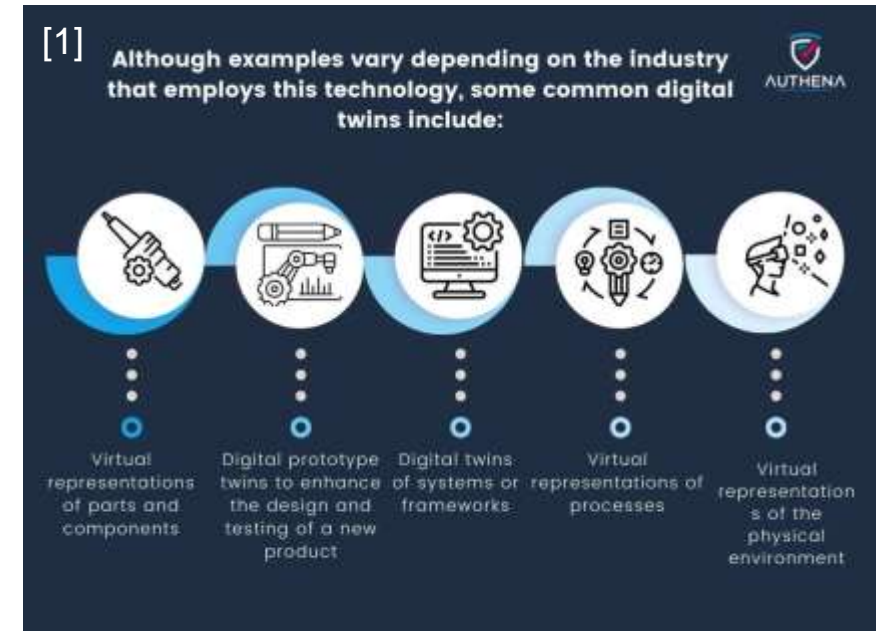 [1]
Although examples vary depending on the industry
that employs this technology, some common digital
twins include:
AUTHENA
</>
Virtual
representations
of parts and
components
Digital prototype
twins to enhance
the design and
testing of a new
product
Digital twins
of systems or
frameworks
Virtual
representations of
processes
Virtual
representation
s of the
physical
environment